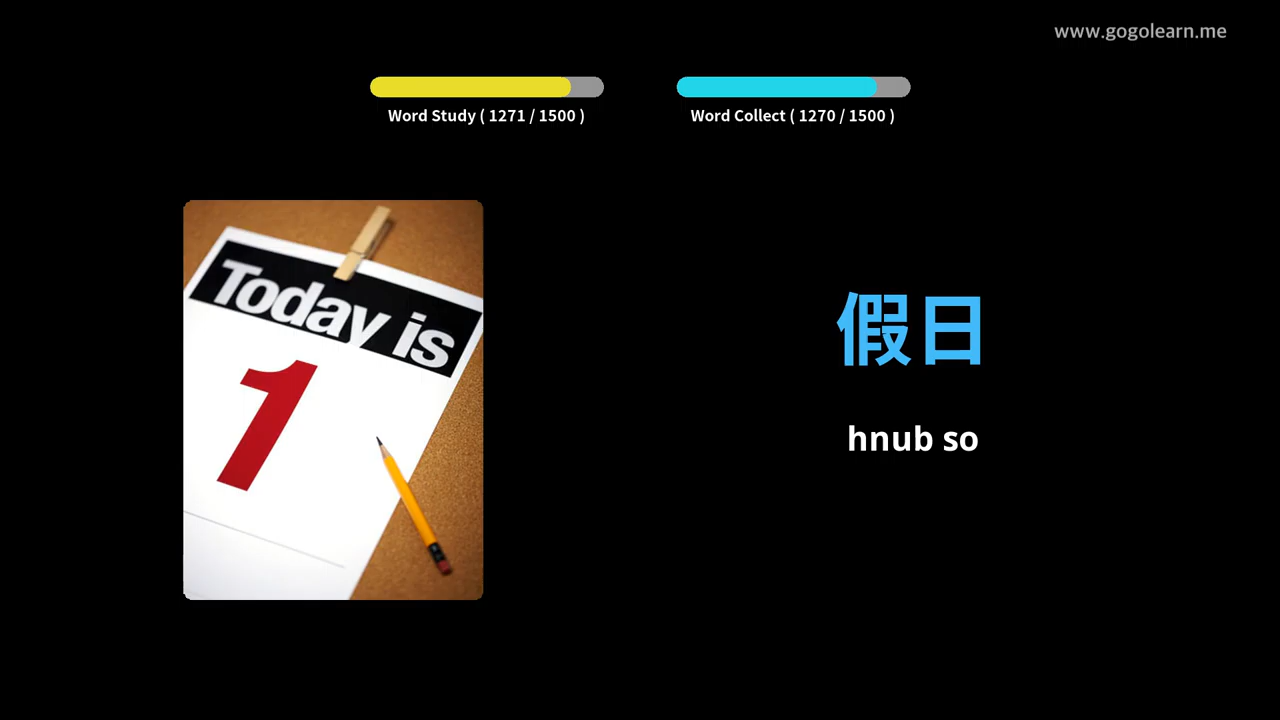 www.gogolearn.me
Word Study ( 1271 / 1500 )
Word Collect ( 1270 / 1500 )
Today is
1
假日
hnub so